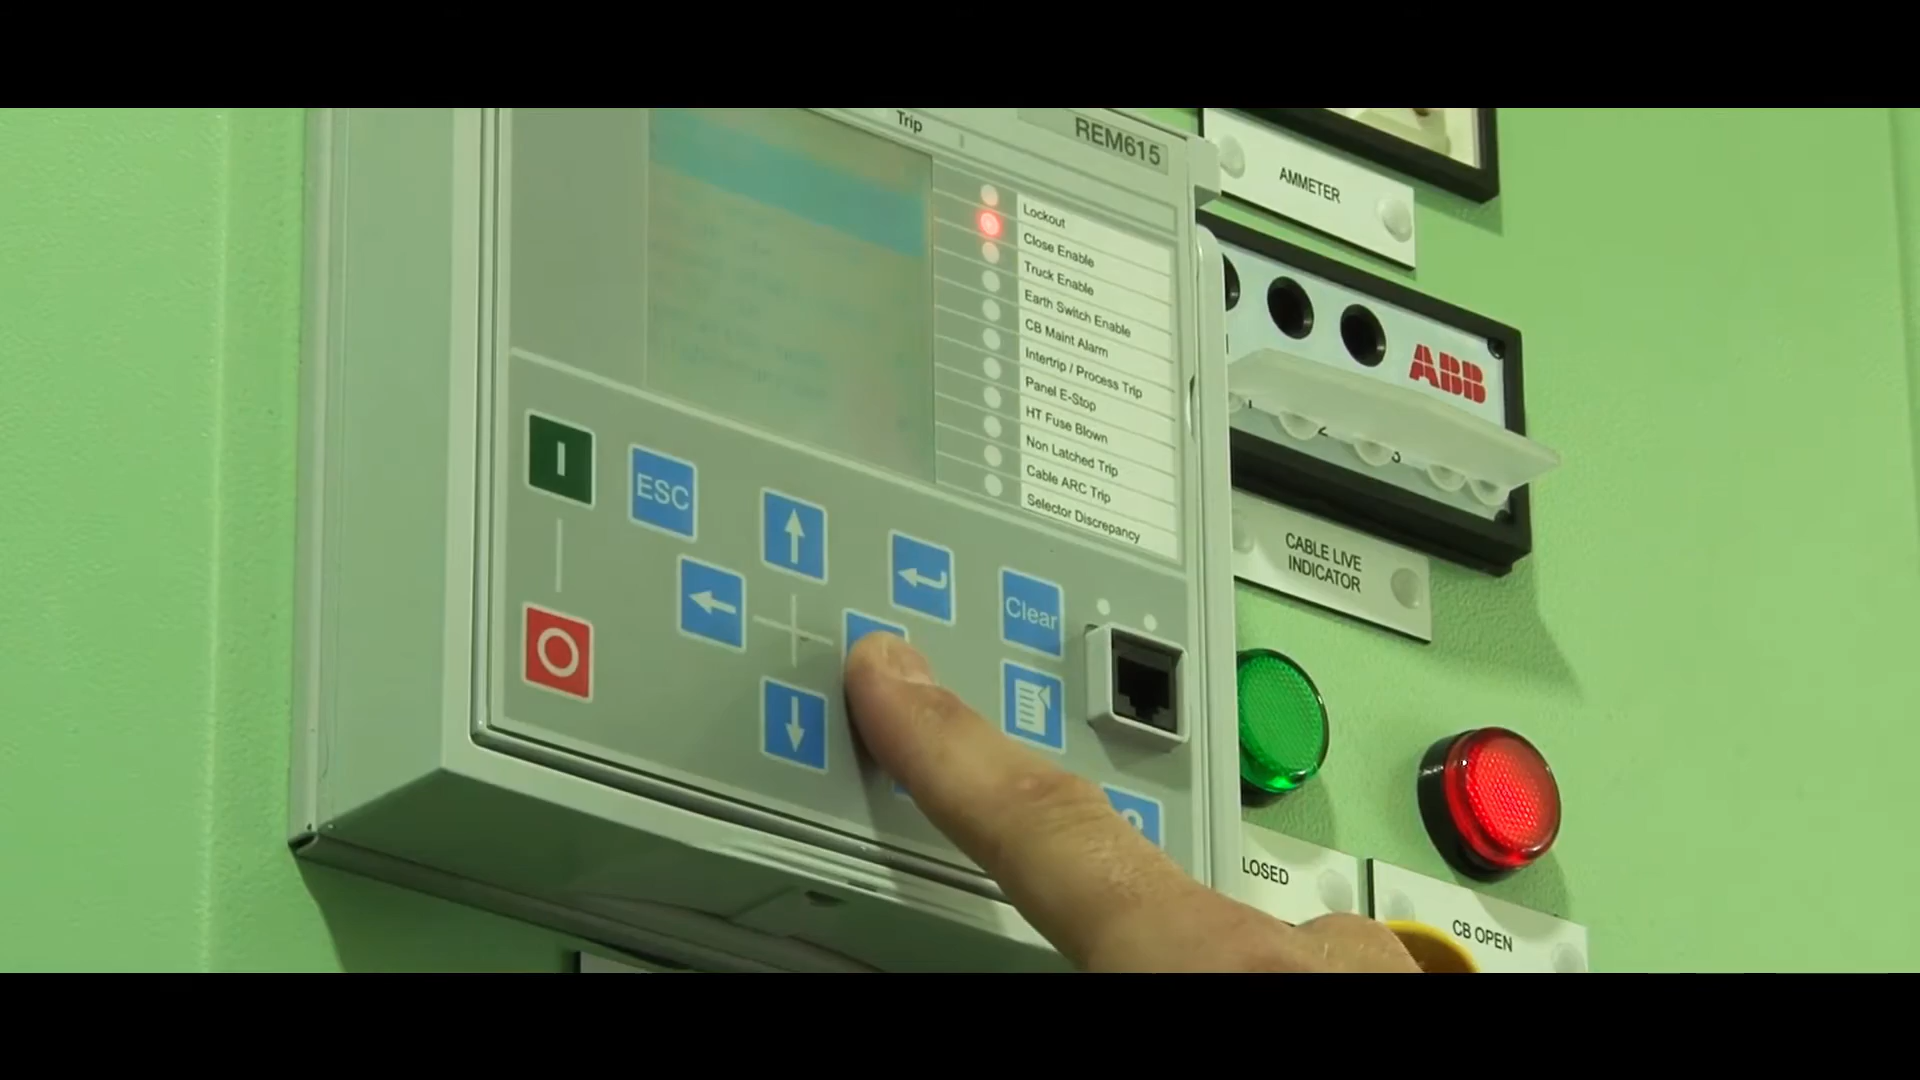 Trip
REM615
Lockout
Close Enable
Truck Enable
Earth Switch Enable
CB Maint Alarm
Intertrip / Process Trip
Panel E-Stop
HT Fuse Blown
Non Latched Trip
Cable ARC Trip
Selector Discrepancy
I
ESC
Clear
O
AMMETER
ABB
2
3
CABLE LIVE
INDICATOR
LOSED
CB OPEN